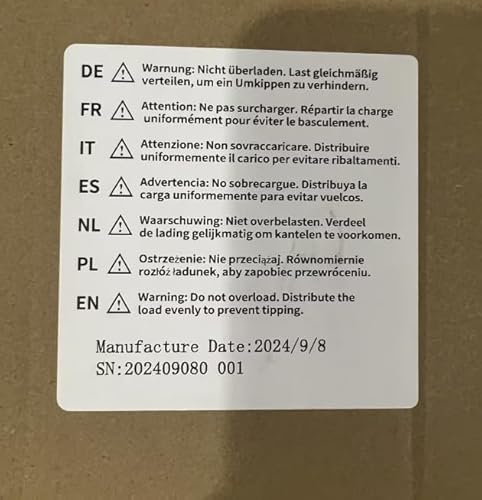 DE Warnung: Nicht überladen. Last gleichmäßig
verteilen, um ein Umkippen zu verhindern.
FR Attention: Ne pas surcharger. Répartir la charge
uniformément pour éviter le basculement.
IT Attenzione: Non sovraccaricare. Distribuire
uniformemente il carico per evitare ribaltamenti.
ES Advertencia: No sobrecargue. Distribuya la
carga uniformemente para evitar vuelcos.
NL Waarschuwing: Niet overbelasten. Verdeel
de lading gelijkmatig om kantelen te voorkomen.
PL Ostrzeżenie: Nie przeciążaj. Równomiernie
rozłóż ładunek, aby zapobiec przewróceniu.
EN Warning: Do not overload. Distribute the
load evenly to prevent tipping.
Manufacture Date:2024/9/8
SN:202409080 001